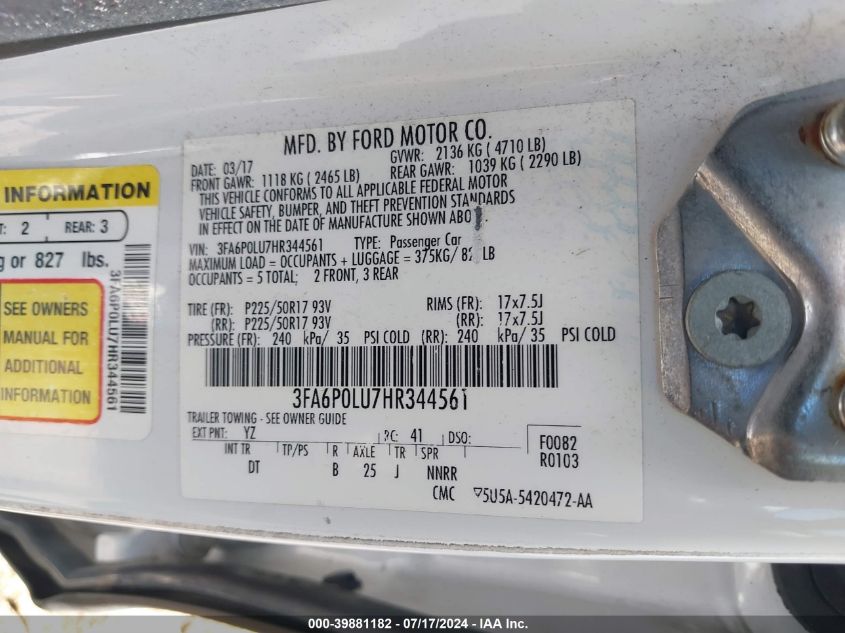 MFD. BY FORD MOTOR CO.
DATE: 03/17 GVWR: 2136 KG ( 4710 LB)
FRONT GAWR: 1118 KG ( 2465 LB) REAR GAWR: 1039 KG ( 2290 LB)
THIS VEHICLE CONFORMS TO ALL APPLICABLE FEDERAL MOTOR
VEHICLE SAFETY, BUMPER, AND THEFT PREVENTION STANDARDS
IN EFFECT ON THE DATE OF MANUFACTURE SHOWN ABO
VIN: 3FA6P0LU7HR344561 TYPE: Passenger Car
MAXIMUM LOAD = OCCUPANTS + LUGGAGE = 375KG/ LB
OCCUPANTS = 5 TOTAL; 2 FRONT, 3 REAR
TIRE (FR): P225/50R17 93V RIMS (FR): 17x7.5J
(RR): P225/50R17 93V (RR): 17x7.5J
PRESSURE (FR): 240 kPa/ 35 PSI COLD (RR): 240 kPa/ 35 PSI COLD
3FA6P0LU7HR344561
TRAILER TOWING - SEE OWNER GUIDE
EXT PNT: YZ RC: 41 DSO:
F0082
R0103
INT TR TP/PS R AXLE TR SPR
DT B 25 J NNRR
CMC 5U5A-5420472-AA
INFORMATION
2 REAR: 3
or 827 lbs.
SEE OWNERS
MANUAL FOR
ADDITIONAL
INFORMATION
3FA6P0LU7HR344561
000-39881182 - 07/17/2024 - IAA Inc.